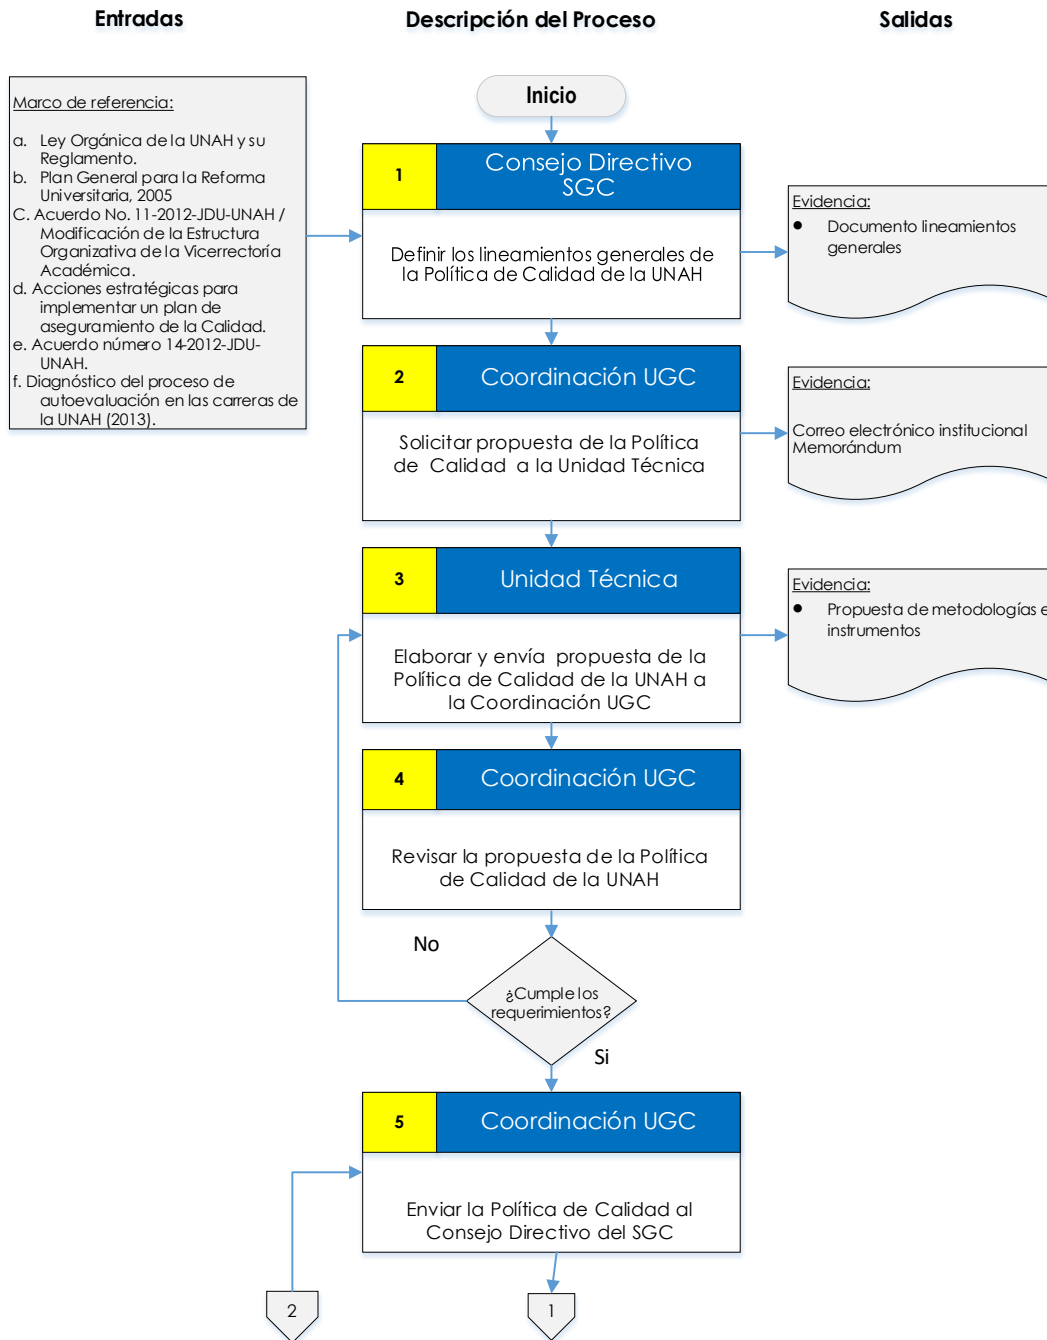 Entradas
Descripción del Proceso
Salidas
Marco de referencia:
a. Ley Orgánica de la UNAH y su
Reglamento.
b. Plan General para la Reforma
Universitaria, 2005
C. Acuerdo No. 11-2012-JDU-UNAH /
Modificación de la Estructura
Organizativa de la Vicerrectoría
Académica.
d. Acciones estratégicas para
implementar un plan de
aseguramiento de la Calidad.
e. Acuerdo número 14-2012-JDU-
UNAH.
f. Diagnóstico del proceso de
autoevaluación en las carreras de
la UNAH (2013).
Inicio
1
Consejo Directivo
SGC
Definir los lineamientos generales de
la Política de Calidad de la UNAH
Evidencia:
● Documento lineamientos
generales
2
Coordinación UGC
Solicitar propuesta de la Política
de Calidad a la Unidad Técnica
Evidencia:
Correo electrónico institucional
Memorándum
3
Unidad Técnica
Elaborar y envía propuesta de la
Política de Calidad de la UNAH a
la Coordinación UGC
Evidencia:
● Propuesta de metodologías e
instrumentos
4
Coordinación UGC
Revisar la propuesta de la Política
de Calidad de la UNAH
No
¿Cumple los
requerimientos?
Si
5
Coordinación UGC
Enviar la Política de Calidad al
Consejo Directivo del SGC
2
1